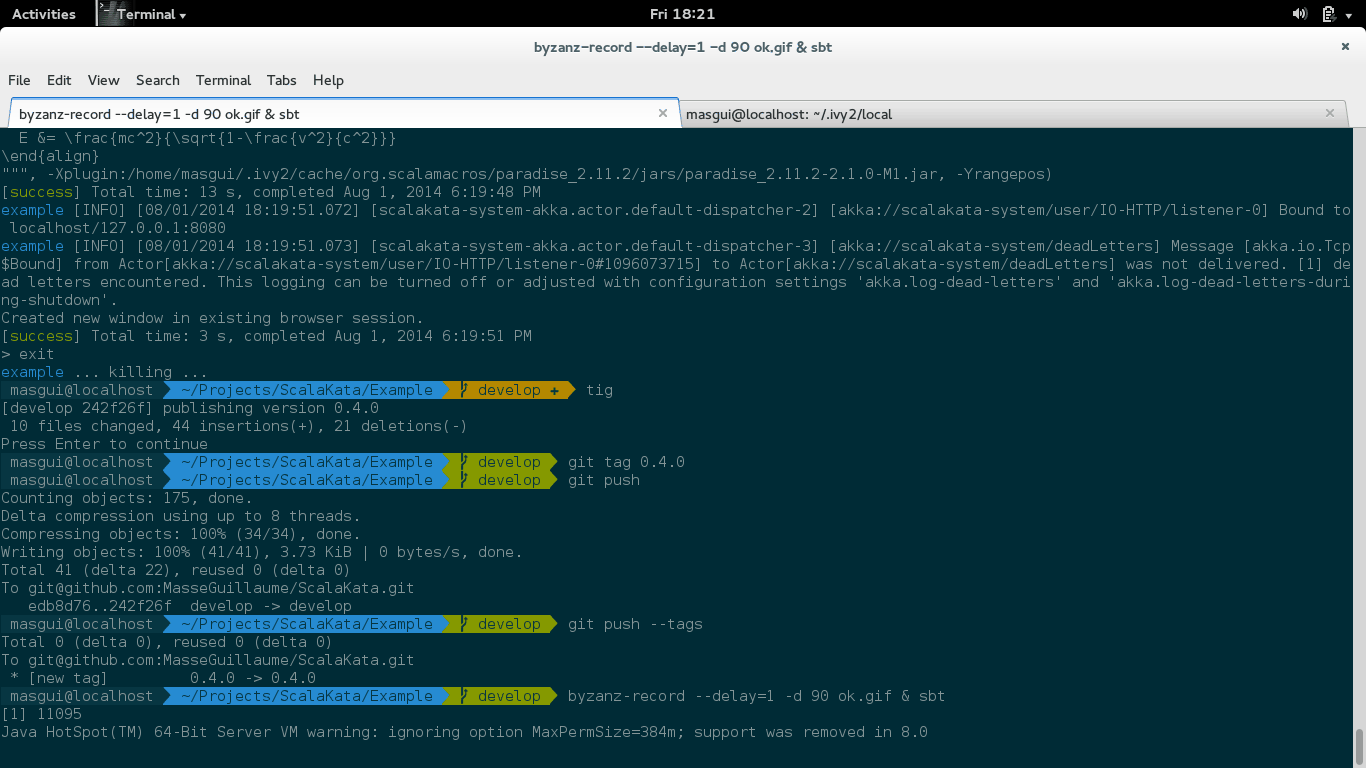 Activities
Terminal
Fri 18:21
byzanz-record --delay=1 -d 90 ok.gif & sbt
File Edit View Search Terminal Tabs Help
byzanz-record --delay=1 -d 90 ok.gif & sbt
masgui@localhost: ~/.ivy2/local
  E &= \frac{mc^2}{\sqrt{1-\frac{v^2}{c^2}}}
\end{align}
""", -Xplugin:/home/masgui/.ivy2/cache/org.scalamacros/paradise_2.11.2/jars/paradise_2.11.2-2.1.0-M1.jar, -Yrangepos)
[success] Total time: 13 s, completed Aug 1, 2014 6:19:48 PM
example [INFO] [08/01/2014 18:19:51.072] [scalakata-system-akka.actor.default-dispatcher-2] [akka://scalakata-system/user/IO-HTTP/listener-0] Bound to
 localhost/127.0.0.1:8080
example [INFO] [08/01/2014 18:19:51.073] [scalakata-system-akka.actor.default-dispatcher-3] [akka://scalakata-system/deadLetters] Message [akka.io.Tcp
$Bound] from Actor[akka://scalakata-system/user/IO-HTTP/listener-0#1096073715] to Actor[akka://scalakata-system/deadLetters] was not delivered. [1] de
ad letters encountered. This logging can be turned off or adjusted with configuration settings 'akka.log-dead-letters' and 'akka.log-dead-letters-duri
ng-shutdown'.
Created new window in existing browser session.
[success] Total time: 3 s, completed Aug 1, 2014 6:19:51 PM
> exit
example ... killing ...
masgui@localhost ~/Projects/ScalaKata/Example develop + tig
[develop 242f26f] publishing version 0.4.0
 10 files changed, 44 insertions(+), 21 deletions(-)
Press Enter to continue
masgui@localhost ~/Projects/ScalaKata/Example develop git tag 0.4.0
masgui@localhost ~/Projects/ScalaKata/Example develop git push
Counting objects: 175, done.
Delta compression using up to 8 threads.
Compressing objects: 100% (34/34), done.
Writing objects: 100% (41/41), 3.73 KiB | 0 bytes/s, done.
Total 41 (delta 22), reused 0 (delta 0)
To git@github.com:MasseGuillaume/ScalaKata.git
   edb8d76..242f26f  develop -> develop
masgui@localhost ~/Projects/ScalaKata/Example develop git push --tags
Total 0 (delta 0), reused 0 (delta 0)
To git@github.com:MasseGuillaume/ScalaKata.git
 * [new tag]         0.4.0 -> 0.4.0
masgui@localhost ~/Projects/ScalaKata/Example develop byzanz-record --delay=1 -d 90 ok.gif & sbt
[1] 11095
Java HotSpot(TM) 64-Bit Server VM warning: ignoring option MaxPermSize=384m; support was removed in 8.0